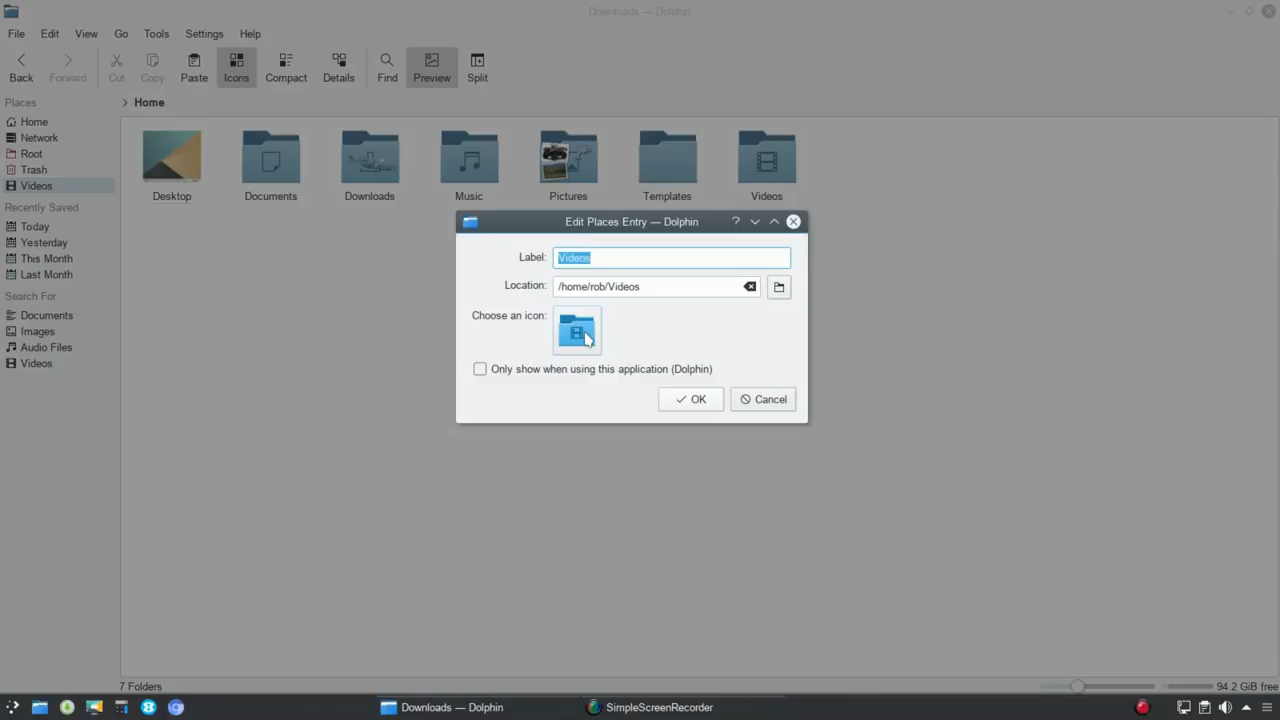 Downloads — Dolphin
File Edit View Go Tools Settings Help
Back Forward Cut Copy Paste Icons Compact Details Find Preview Split
Places
Home
Network
Root
Trash
Videos
Recently Saved
Today
Yesterday
This Month
Last Month
Search For
Documents
Images
Audio Files
Videos
Home
Desktop Documents Downloads Music Pictures Templates Videos
Edit Places Entry — Dolphin
Label: Videos
Location: /home/rob/Videos
Choose an icon:
Only show when using this application (Dolphin)
OK Cancel
7 Folders
94.2 GiB free
Downloads — Dolphin
SimpleScreenRecorder